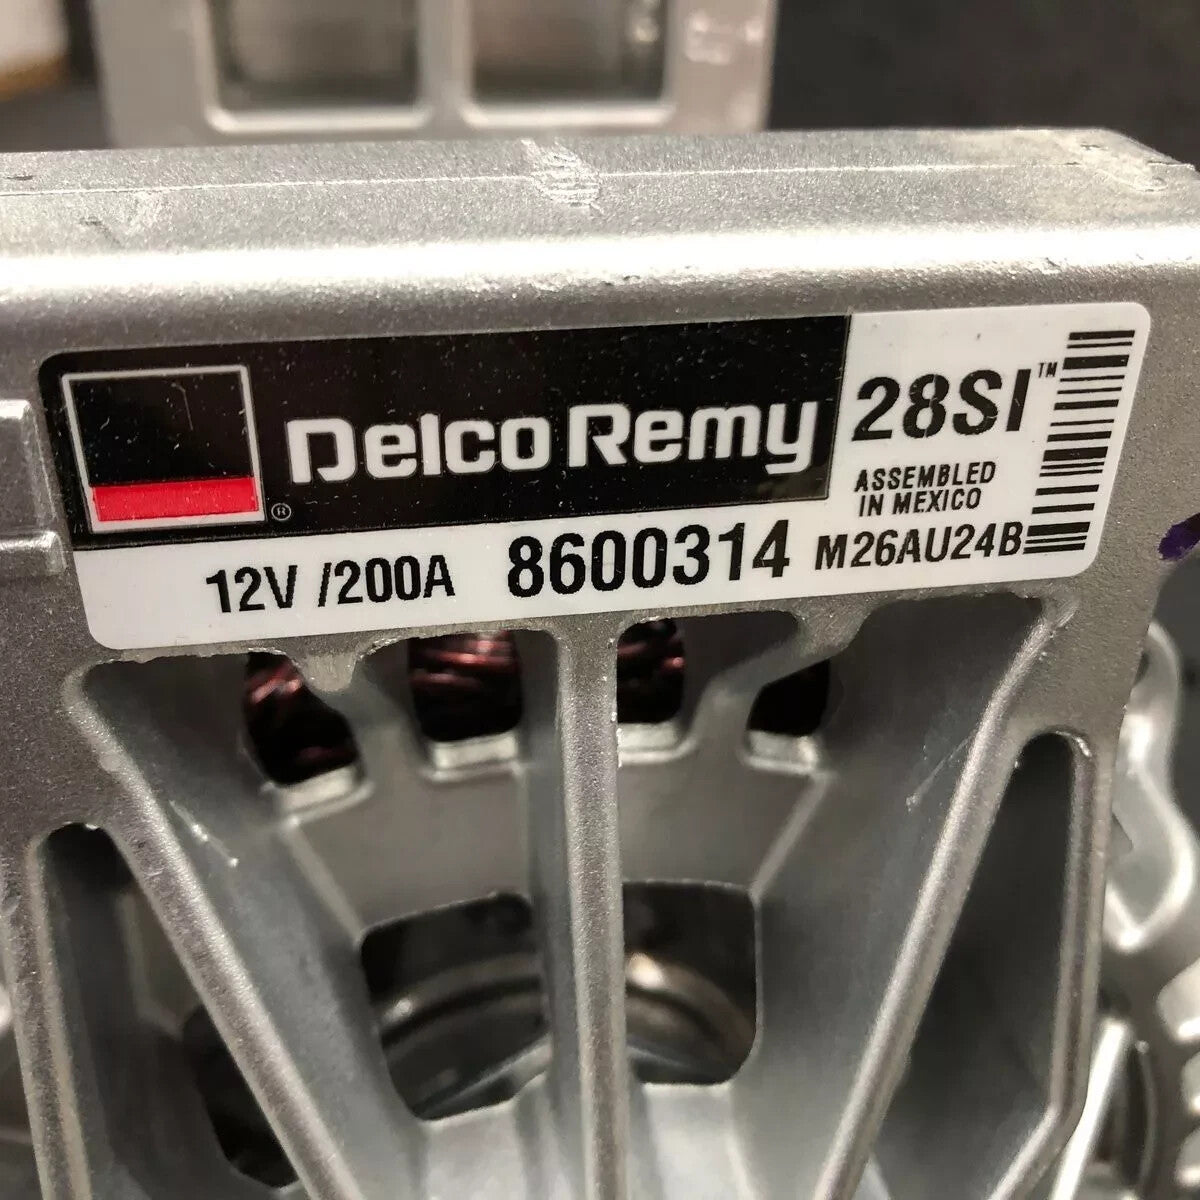 Delco Remy ®
28SI™
ASSEMBLED
IN MEXICO
12V /200A 8600314 M26AU24B